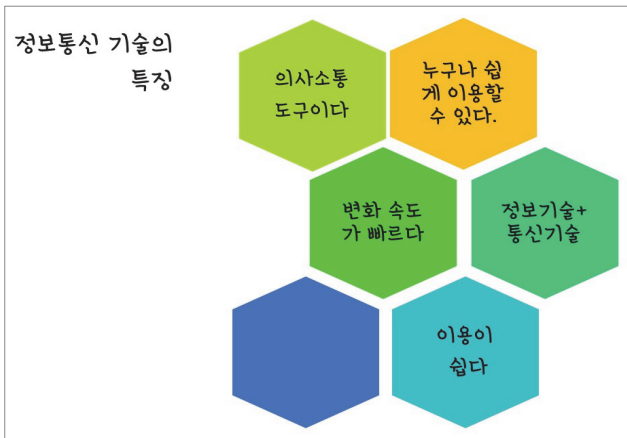 정보통신 기술의
특징
의사소통
도구이다
누구나 쉽
게 이용할
수 있다.
변화 속도
가 빠르다
정보기술+
통신기술
이용이
쉽다